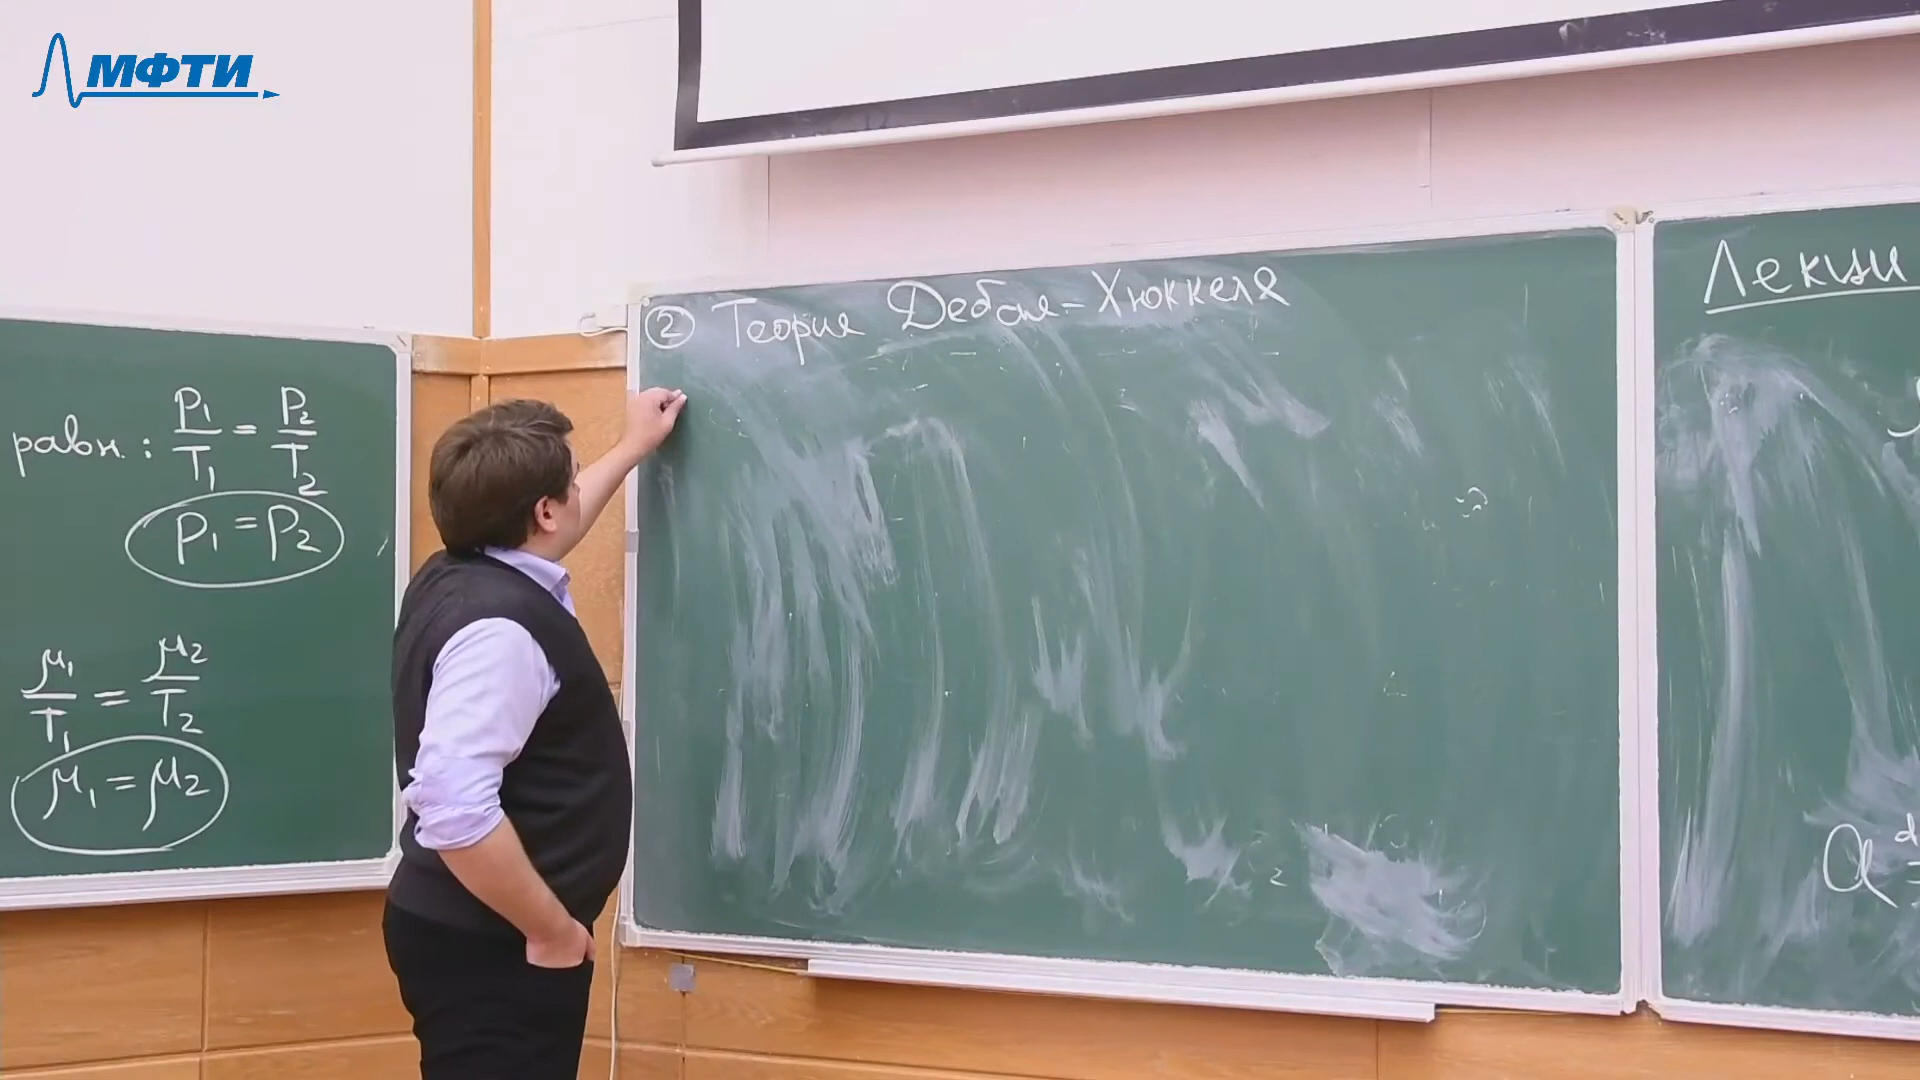 МФТИ
равн. : P₁/T₁ = P₂/T₂
P₁ = P₂
μ₁/T₁ = μ₂/T₂
μ₁ = μ₂
② Теория Дебая-Хюккеля
Лекци
Q